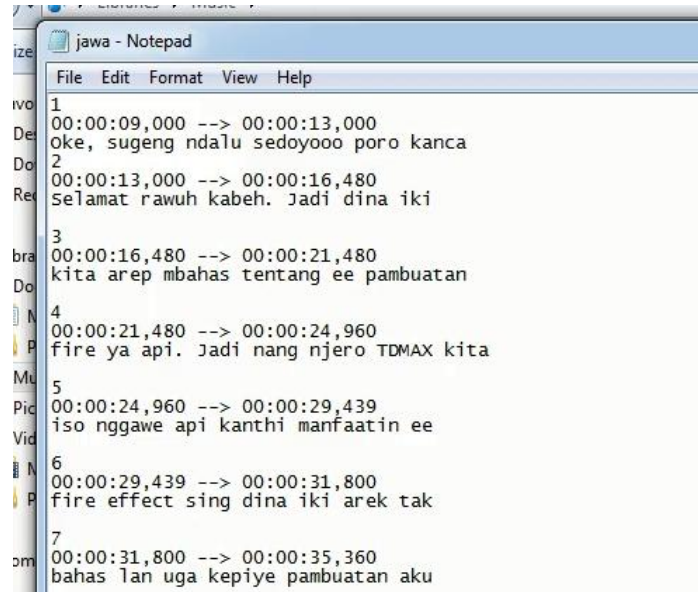 Libraries Music
jawa - Notepad
File Edit Format View Help
1
00:00:09,000 --> 00:00:13,000
Oke, sugeng ndalu sedoyooo poro kanca
2
00:00:13,000 --> 00:00:16,480
Selamat rawuh kabeh. Jadi dina iki
3
00:00:16,480 --> 00:00:21,480
kita arep mbahas tentang ee pambuatan
4
00:00:21,480 --> 00:00:24,960
fire ya api. Jadi nang njero TDMAX kita
5
00:00:24,960 --> 00:00:29,439
iso nggawe api kanthi manfaatin ee
6
00:00:29,439 --> 00:00:31,800
fire effect sing dina iki arek tak
7
00:00:31,800 --> 00:00:35,360
bahas lan uga kepiye pambuatan aku